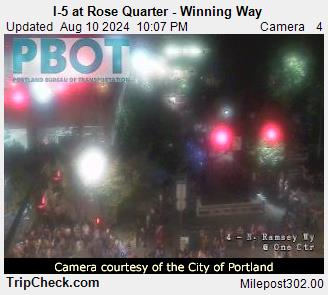 I-5 at Rose Quarter - Winning Way
Updated Aug 10 2024 10:07 PM Camera 4
PBOT
PORTLAND BUREAU OF TRANSPORTATION
4 - N. Ramsey Wy
@ One Ctr
Camera courtesy of the City of Portland
TripCheck.com Milepost302.00